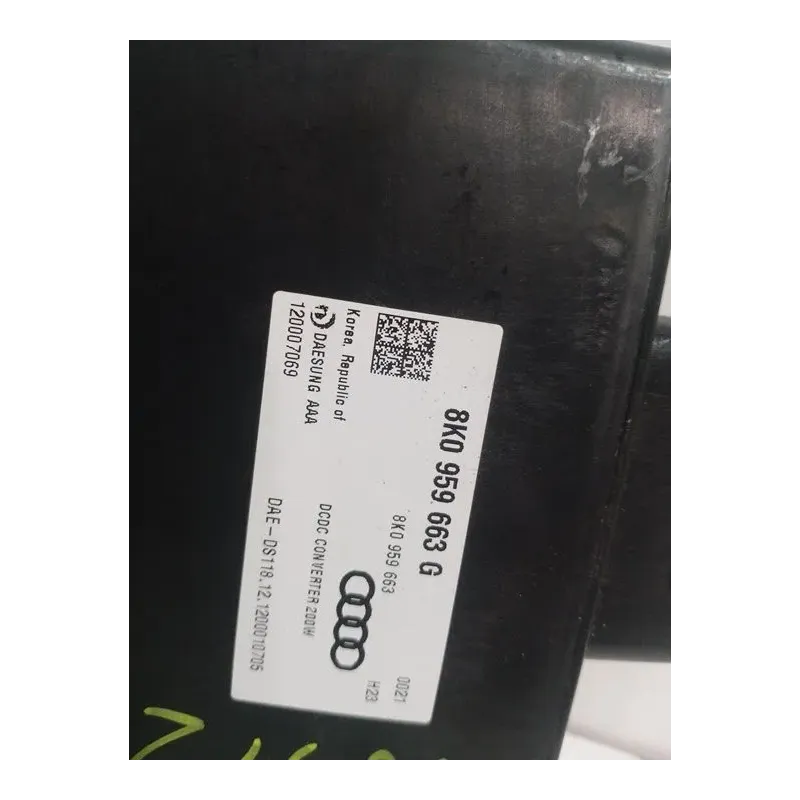 8K0 959 663 G
8K0 959 663
0021
H23
DCDC CONVERTER 200W
Korea, Republic of
DAESUNG AAA
120007069
DAE-DS118.12.1200010705